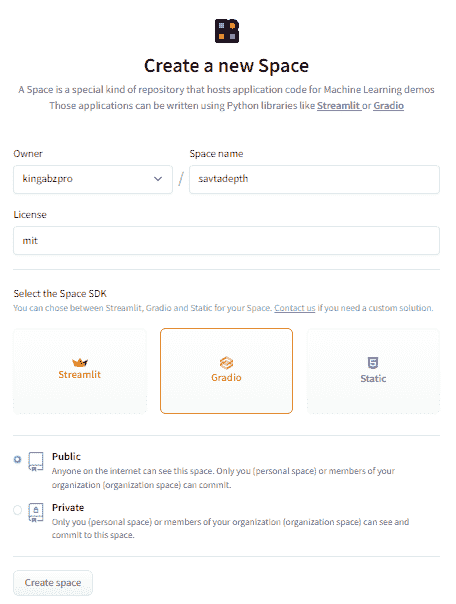 Create a new Space
A Space is a special kind of repository that hosts application code for Machine Learning demos
Those applications can be written using Python libraries like Streamlit or Gradio
Owner Space name
kingabzpro / savtadepth
License
mit
Select the Space SDK
You can chose between Streamlit, Gradio and Static for your Space. Contact us if you need a custom solution.
Streamlit Gradio Static
Public
Anyone on the internet can see this space. Only you (personal space) or members of your
organization (organization space) can commit.
Private
Only you (personal space) or members of your organization (organization space) can see and
commit to this space.
Create space